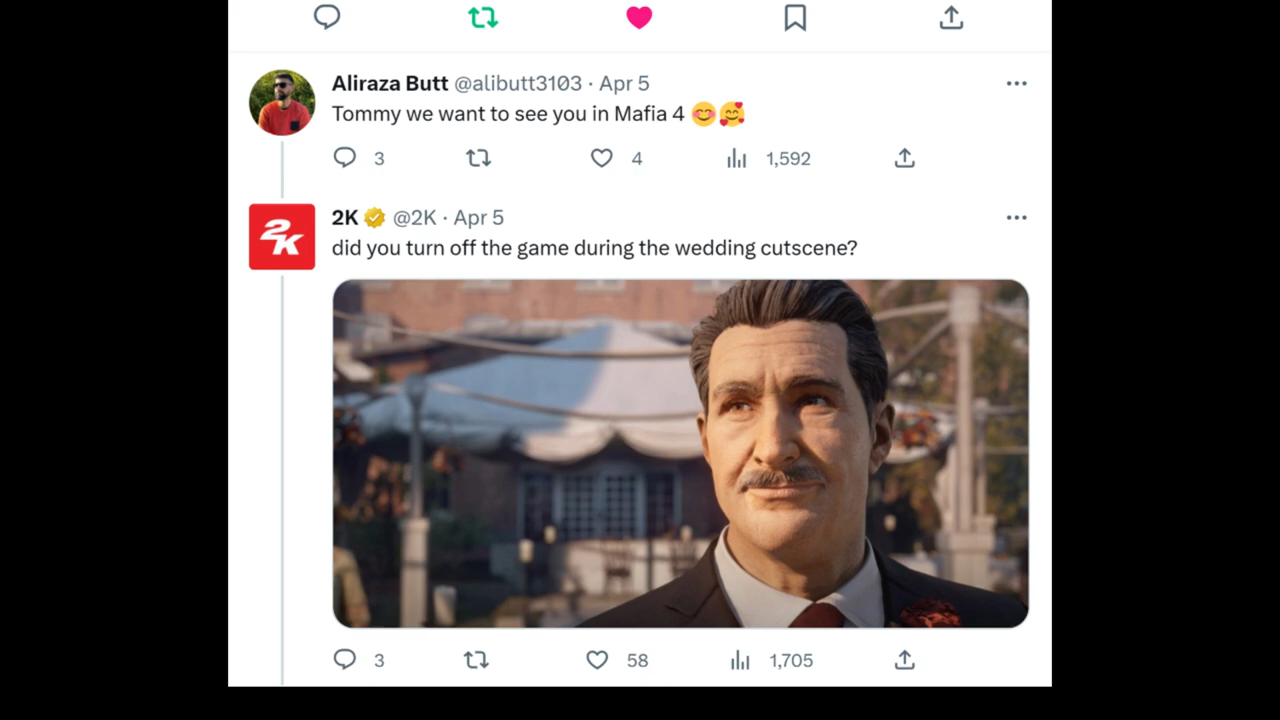 Aliraza Butt @alibutt3103 · Apr 5
Tommy we want to see you in Mafia 4 😊🥰
3 4 1,592
2K
2K @2K · Apr 5
did you turn off the game during the wedding cutscene?
3 58 1,705